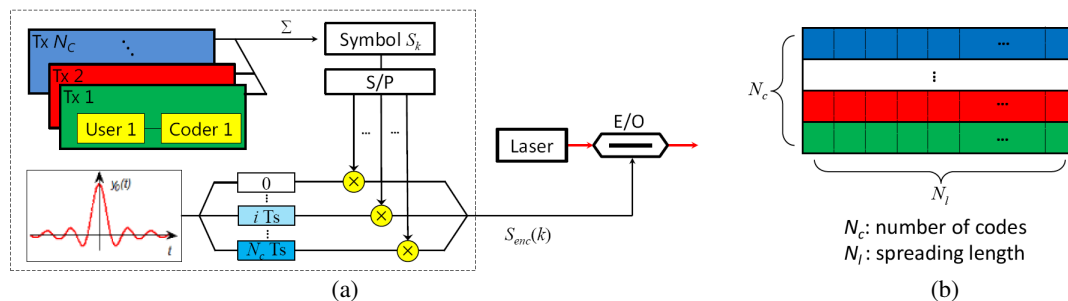 Tx N_C
⋱
Tx 2
Tx 1
User 1
Coder 1
Σ
Symbol S_k
S/P
... ...
y_6(t)
t
0
⋮
i Ts
⋮
N_c Ts
×
×
×
S_enc(k)
Laser
E/O
(a)
N_c
...
⋮
...
...
N_l
N_c: number of codes
N_l: spreading length
(b)